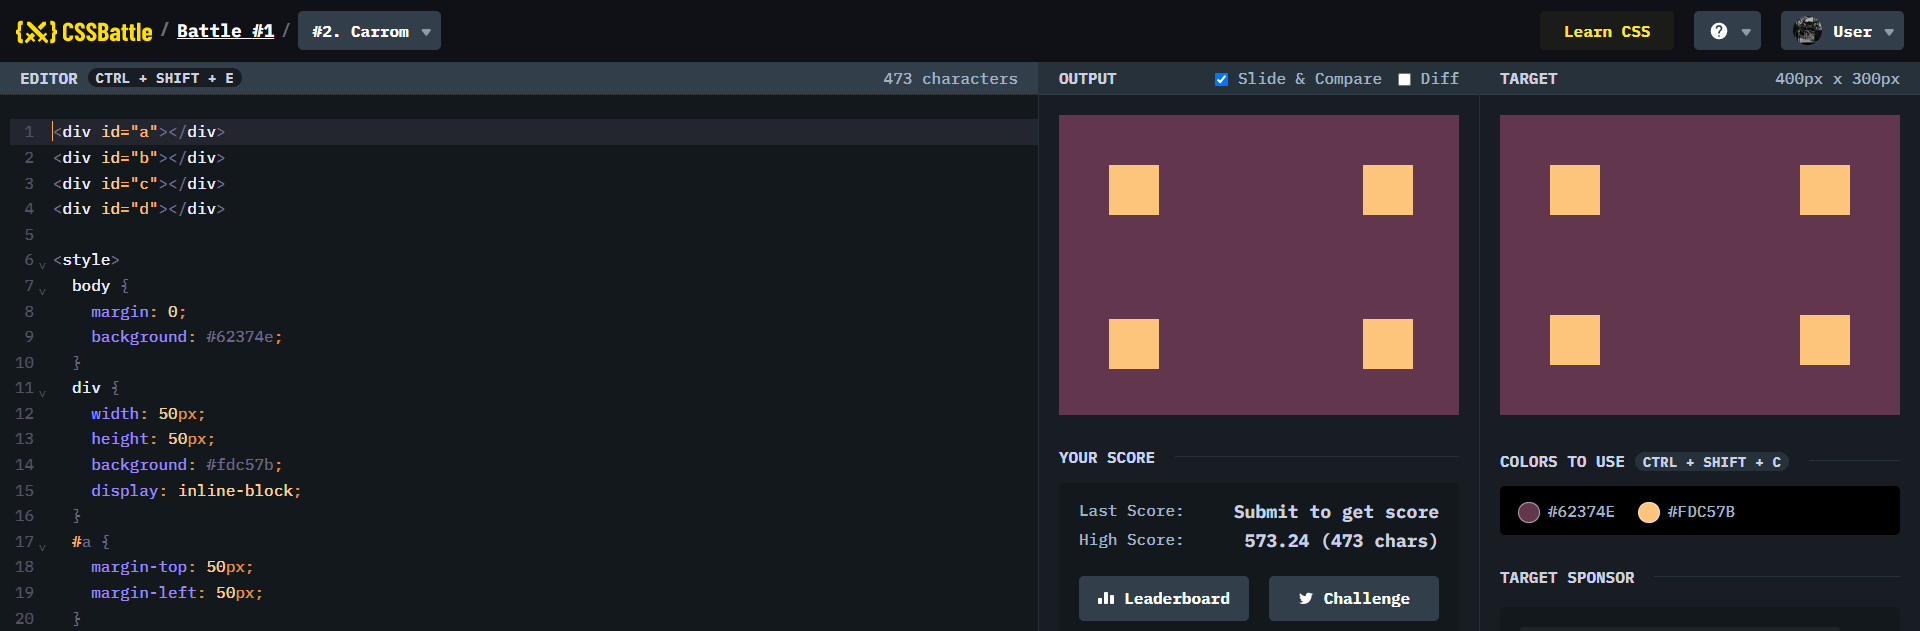 CSSBattle / Battle #1 / #2. Carrom
Learn CSS
?
User
EDITOR CTRL + SHIFT + E 473 characters
OUTPUT Slide & Compare Diff
TARGET 400px x 300px
1 <div id="a"></div>
2 <div id="b"></div>
3 <div id="c"></div>
4 <div id="d"></div>
5
6 <style>
7 body {
8 margin: 0;
9 background: #62374e;
10 }
11 div {
12 width: 50px;
13 height: 50px;
14 background: #fdc57b;
15 display: inline-block;
16 }
17 #a {
18 margin-top: 50px;
19 margin-left: 50px;
20 }
YOUR SCORE
Last Score: Submit to get score
High Score: 573.24 (473 chars)
Leaderboard Challenge
COLORS TO USE CTRL + SHIFT + C
#62374E #FDC57B
TARGET SPONSOR